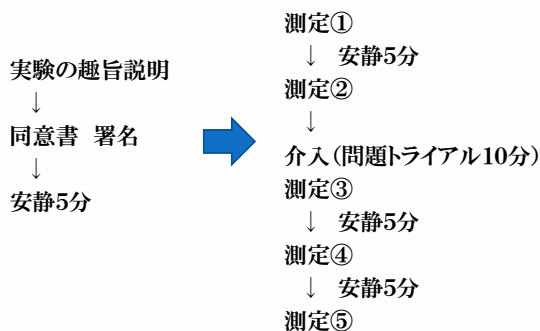 実験の趣旨説明
↓
同意書 署名
↓
安静5分
測定①
↓ 安静5分
測定②
↓
介入(問題トライアル10分)
測定③
↓ 安静5分
測定④
↓ 安静5分
測定⑤